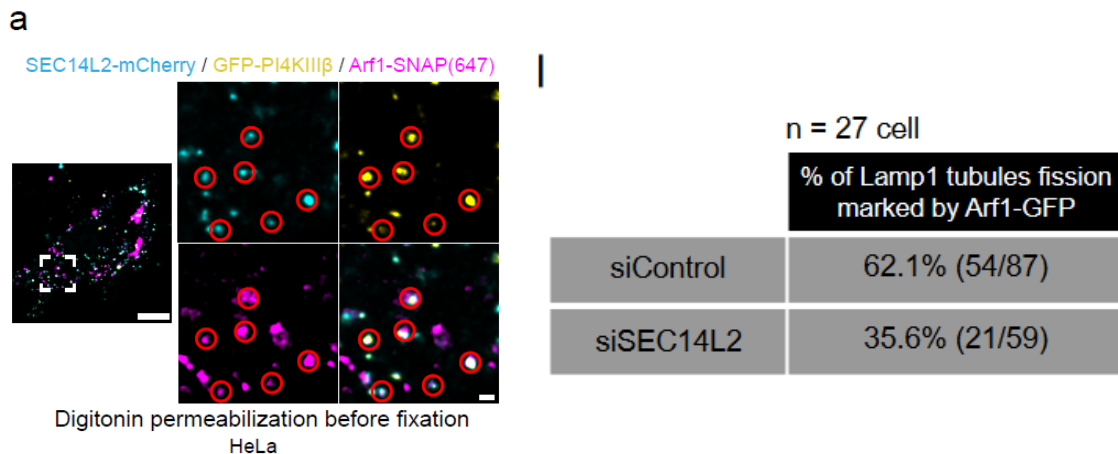 a
SEC14L2-mCherry / GFP-PI4KIIIβ / Arf1-SNAP(647)
Digitonin permeabilization before fixation
HeLa
l
n = 27 cell
% of Lamp1 tubules fission
marked by Arf1-GFP
siControl 62.1% (54/87)
siSEC14L2 35.6% (21/59)